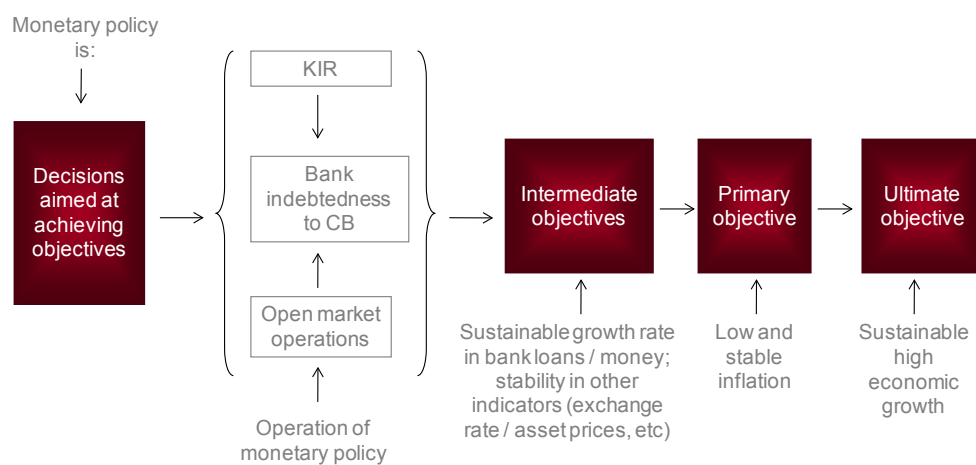 Monetary policy
is:
Decisions
aimed at
achieving
objectives
KIR
Bank
indebtedness
to CB
Open market
operations
Operation of
monetary policy
Intermediate
objectives
Sustainable growth rate
in bank loans / money;
stability in other
indicators (exchange
rate / asset prices, etc)
Primary
objective
Low and
stable
inflation
Ultimate
objective
Sustainable
high
economic
growth